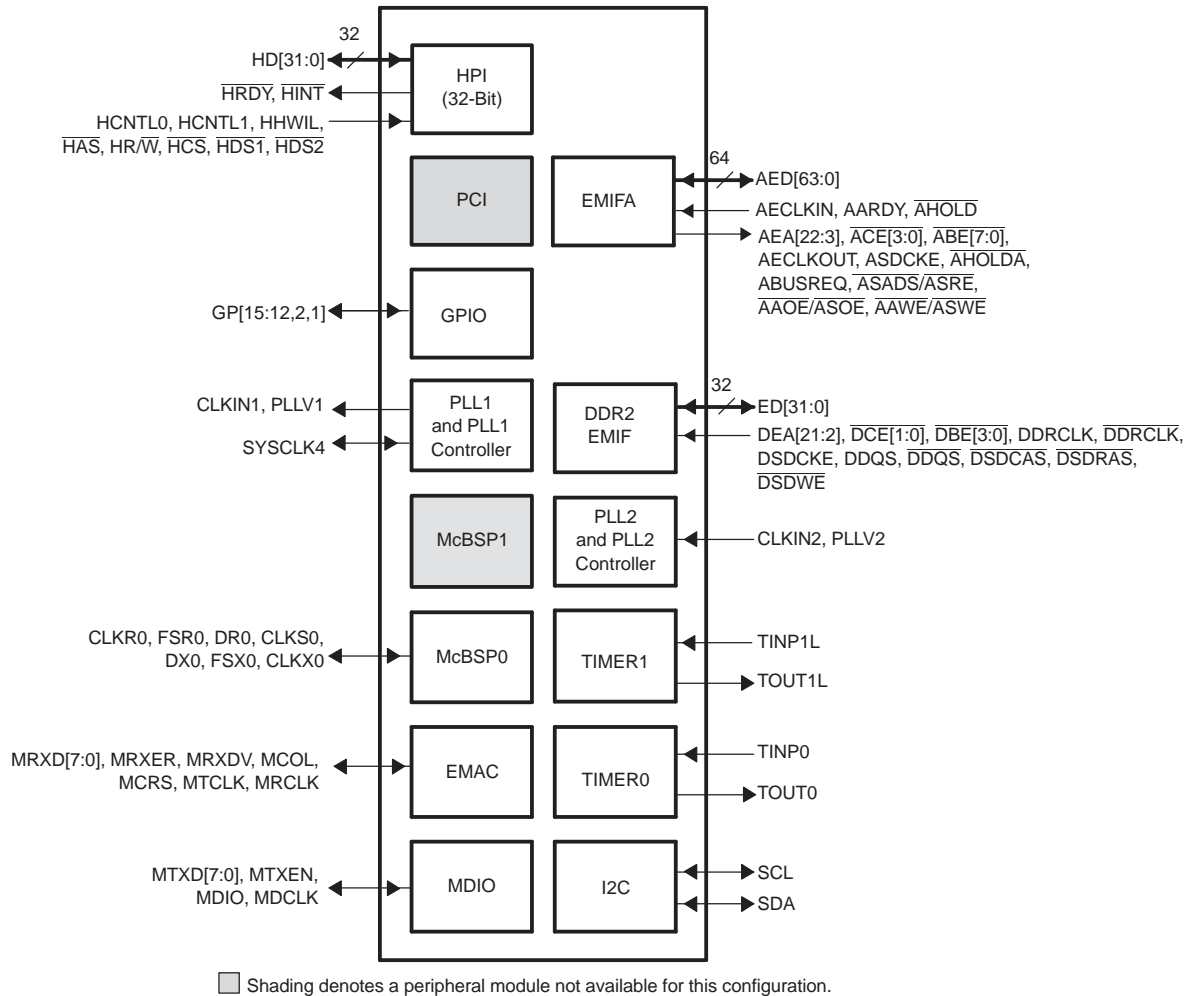 32
HD[31:0]
HRDY, HINT
HCNTL0, HCNTL1, HHWIL,
HAS, HR/W, HCS, HDS1, HDS2
HPI
(32-Bit)
PCI
EMIFA
64
AED[63:0]
AECLKIN, AARDY, AHOLD
AEA[22:3], ACE[3:0], ABE[7:0],
AECLKOUT, ASDCKE, AHOLDA,
ABUSREQ, ASADS/ASRE,
AAOE/ASOE, AAWE/ASWE
GP[15:12,2,1]
GPIO
CLKIN1, PLLV1
SYSCLK4
PLL1
and PLL1
Controller
DDR2
EMIF
32
ED[31:0]
DEA[21:2], DCE[1:0], DBE[3:0], DDRCLK, DDRCLK,
DSDCKE, DDQS, DDQS, DSDCAS, DSDRAS,
DSDWE
McBSP1
PLL2
and PLL2
Controller
CLKIN2, PLLV2
CLKR0, FSR0, DR0, CLKS0,
DX0, FSX0, CLKX0
McBSP0
TIMER1
TINP1L
TOUT1L
MRXD[7:0], MRXER, MRXDV, MCOL,
MCRS, MTCLK, MRCLK
EMAC
TIMER0
TINP0
TOUT0
MTXD[7:0], MTXEN,
MDIO, MDCLK
MDIO
I2C
SCL
SDA
Shading denotes a peripheral module not available for this configuration.